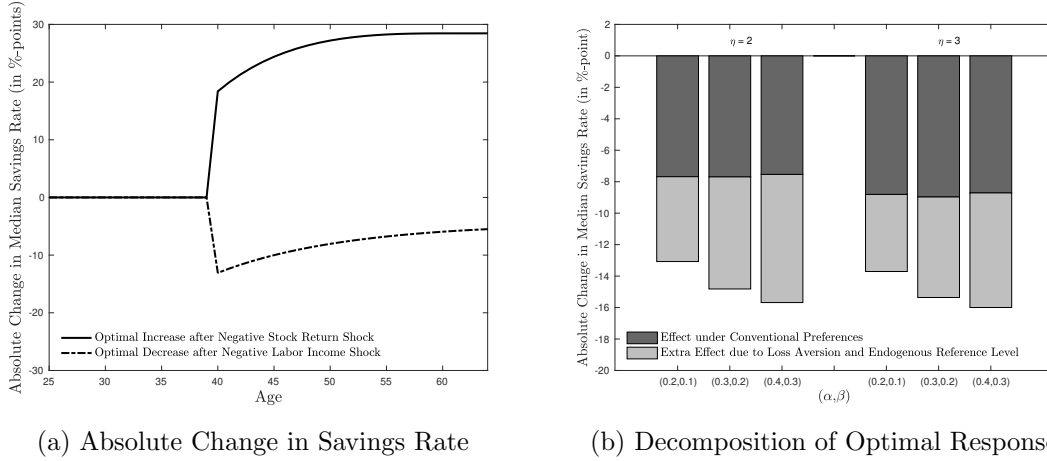 Absolute Change in Median Savings Rate (in %-points)
30
20
10
0
-10
-20
-30
25
30
35
40
45
50
55
60
Age
Optimal Increase after Negative Stock Return Shock
Optimal Decrease after Negative Labor Income Shock
(a) Absolute Change in Savings Rate
Absolute Change in Median Savings Rate (in %-point)
2
0
-2
-4
-6
-8
-10
-12
-14
-16
-18
-20
η = 2
η = 3
Effect under Conventional Preferences
Extra Effect due to Loss Aversion and Endogenous Reference Level
(0.2,0.1)
(0.3,0.2)
(0.4,0.3)
(0.2,0.1)
(0.3,0.2)
(0.4,0.3)
(α,β)
(b) Decomposition of Optimal Response